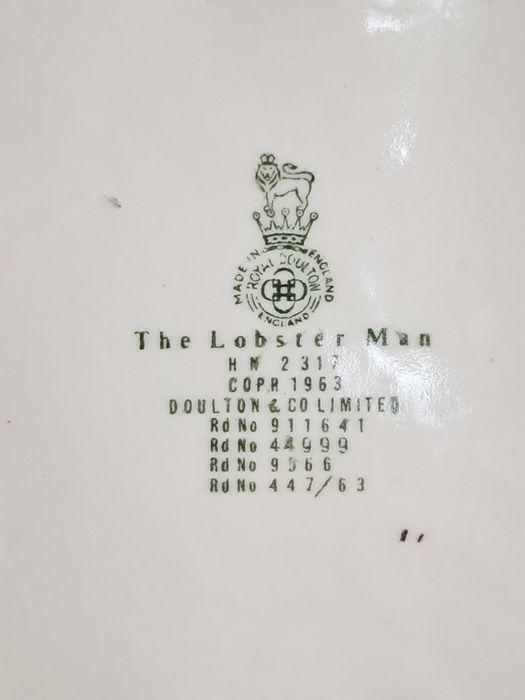 MADE IN ENGLAND
ROYAL DOULTON
ENGLAND
The Lobster Man
H N 2317
COPR 1963
DOULTON & CO LIMITED
Rd No 911641
Rd No 44999
Rd No 9566
Rd No 447/63